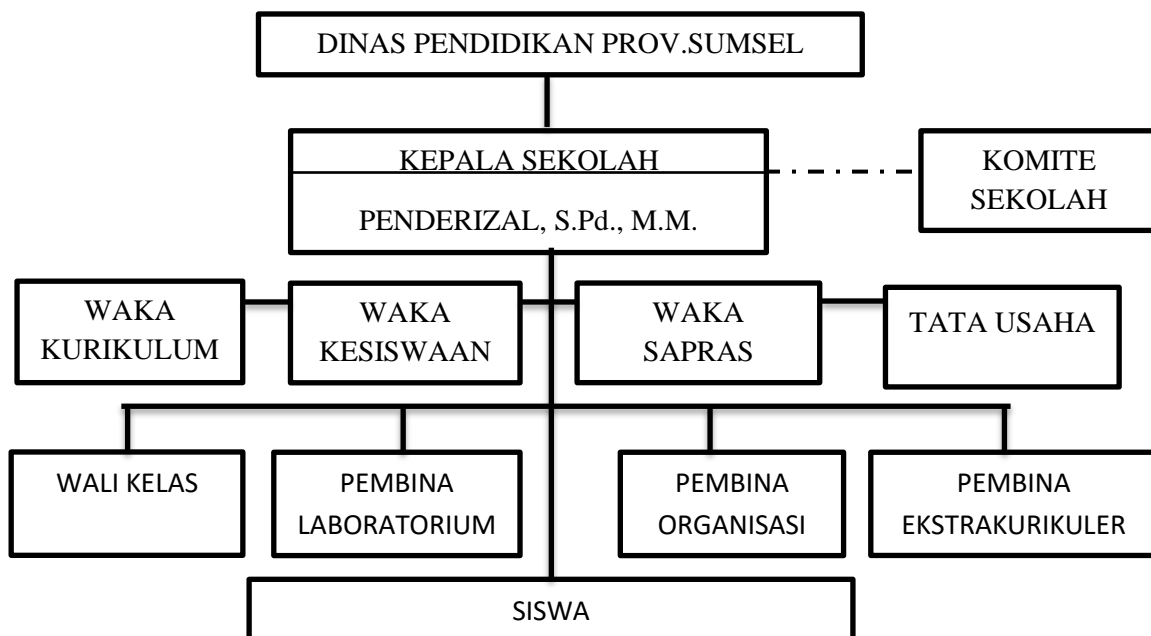 DINAS PENDIDIKAN PROV.SUMSEL
KEPALA SEKOLAH
PENDERIZAL, S.Pd., M.M.
KOMITE
SEKOLAH
WAKA
KURIKULUM
WAKA
KESISWAAN
WAKA
SAPRAS
TATA USAHA
WALI KELAS
PEMBINA
LABORATORIUM
PEMBINA
ORGANISASI
PEMBINA
EKSTRAKURIKULER
SISWA